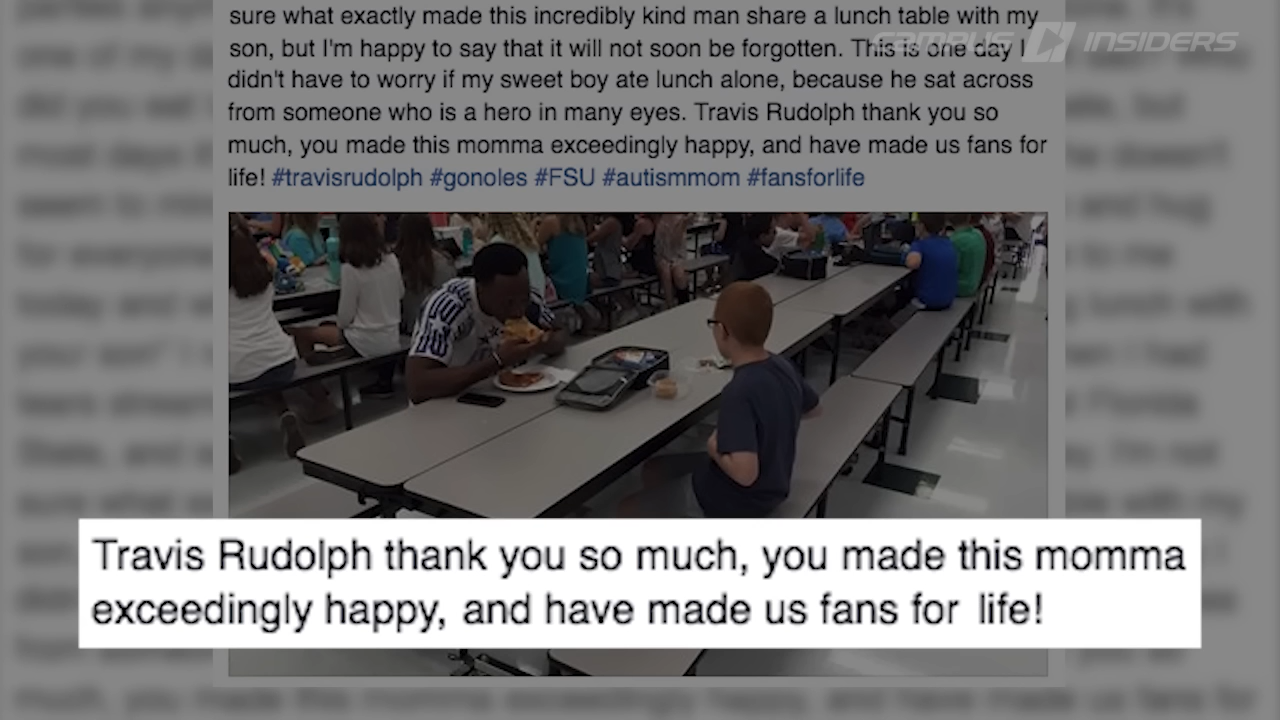 sure what exactly made this incredibly kind man share a lunch table with my
son, but I'm happy to say that it will not soon be forgotten. This is one day I
didn't have to worry if my sweet boy ate lunch alone, because he sat across
from someone who is a hero in many eyes. Travis Rudolph thank you so
much, you made this momma exceedingly happy, and have made us fans for
life! #travisrudolph #gonoles #FSU #autismmom #fansforlife
CAMPUS INSIDERS
Travis Rudolph thank you so much, you made this momma
exceedingly happy, and have made us fans for life!